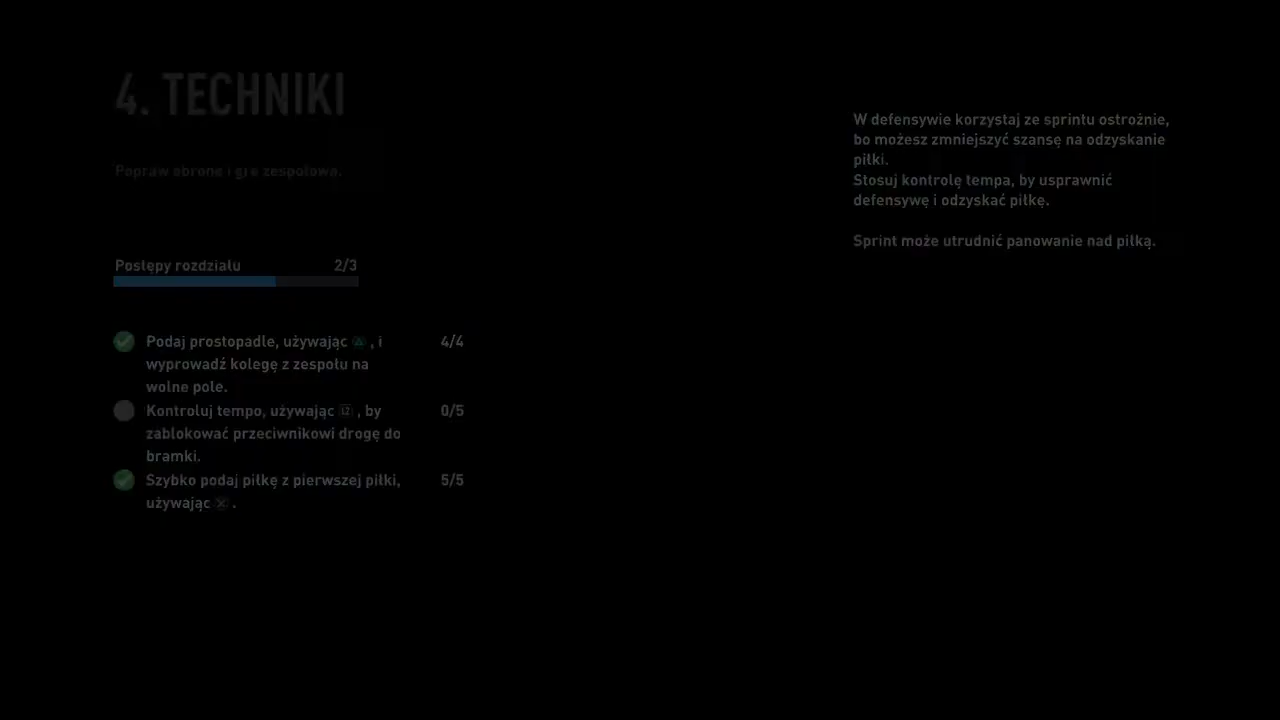 4. TECHNIKI
Popraw obronę i grę zespołową.
Postępy rozdziału 2/3
Podaj prostopadle, używając , i 4/4
wyprowadź kolegę z zespołu na
wolne pole.
Kontroluj tempo, używając L2 , by 0/5
zablokować przeciwnikowi drogę do
bramki.
Szybko podaj piłkę z pierwszej piłki, 5/5
używając .
W defensywie korzystaj ze sprintu ostrożnie,
bo możesz zmniejszyć szansę na odzyskanie
piłki.
Stosuj kontrolę tempa, by usprawnić
defensywę i odzyskać piłkę.
Sprint może utrudnić panowanie nad piłką.